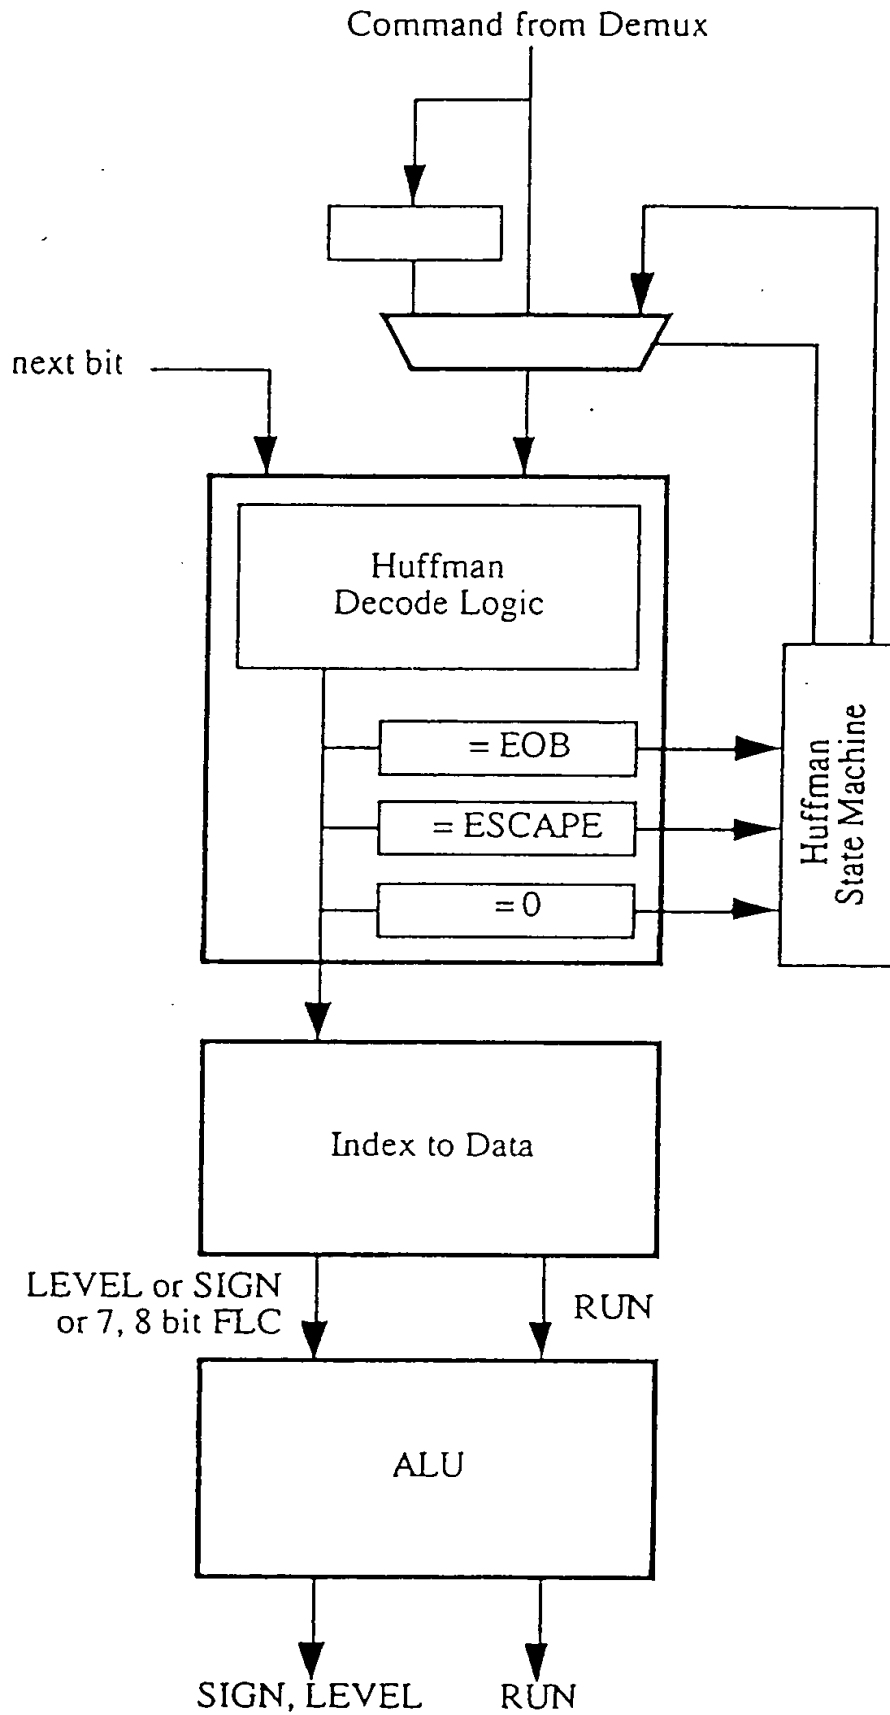 Command from Demux
next bit
Huffman
Decode Logic
= EOB
= ESCAPE
= 0
Huffman
State Machine
Index to Data
LEVEL or SIGN
or 7, 8 bit FLC
RUN
ALU
SIGN, LEVEL
RUN